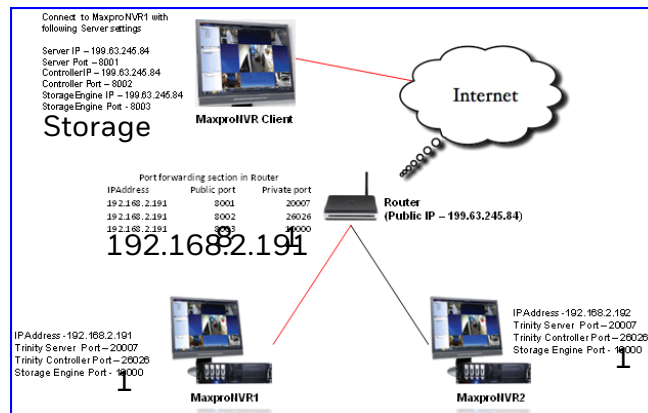 Connect to MaxproNVR1 with
following Server settings
Server IP – 199.63.245.84
Server Port – 8001
ControllerIP – 199.63.245.84
Controller Port – 8002
StorageEngine IP – 199.63.245.84
StorageEngine Port - 8003
Storage
MaxproNVR Client
Internet
Port forwarding section in Router
IPAddress Public port Private port
192.168.2.191 8001 20007
192.168.2.191 8002 26026
192.168.2.191
192.168.2.191 8 1
Router
(Public IP – 199.63.245.84)
IPAddress -192.168.2.191
Trinity Server Port – 20007
Trinity Controller Port – 26026
Storage Engine Port -
1
MaxproNVR1
IPAddress -192.168.2.192
Trinity Server Port – 20007
Trinity Controller Port – 26026
Storage Engine Port -
1
MaxproNVR2